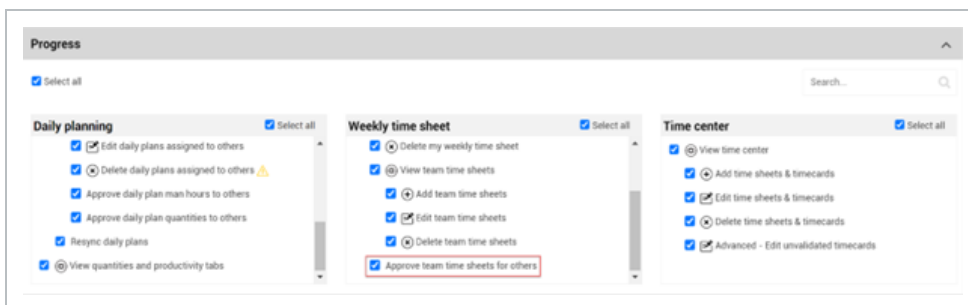 Progress
Select all
Search...
Daily planning
Select all
Edit daily plans assigned to others
Delete daily plans assigned to others
Approve daily plan man hours to others
Approve daily plan quantities to others
Resync daily plans
View quantities and productivity tabs
Weekly time sheet
Select all
Delete my weekly time sheet
View team time sheets
Add team time sheets
Edit team time sheets
Delete team time sheets
Approve team time sheets for others
Time center
Select all
View time center
Add time sheets & timecards
Edit time sheets & timecards
Delete time sheets & timecards
Advanced - Edit unvalidated timecards